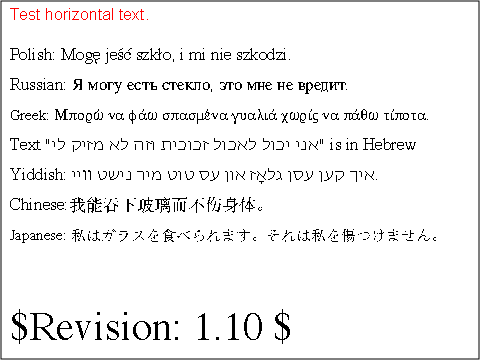 Test horizontal text.
Polish: Mogę jeść szkło, i mi nie szkodzi.
Russian: Я могу есть стекло, это мне не вредит.
Greek: Μπορώ να φάω σπασμένα γυαλιά χωρίς να πάθω τίποτα.
Text "אני יכול לאכול זכוכית וזה לא מזיק לי" is in Hebrew
Yiddish: איך קען עסן גלאָז און עס טוט מיר נישט װײ.
Chinese:我能吞下玻璃而不伤身体。
Japanese: 私はガラスを食べられます。それは私を傷つけません。
$Revision: 1.10 $